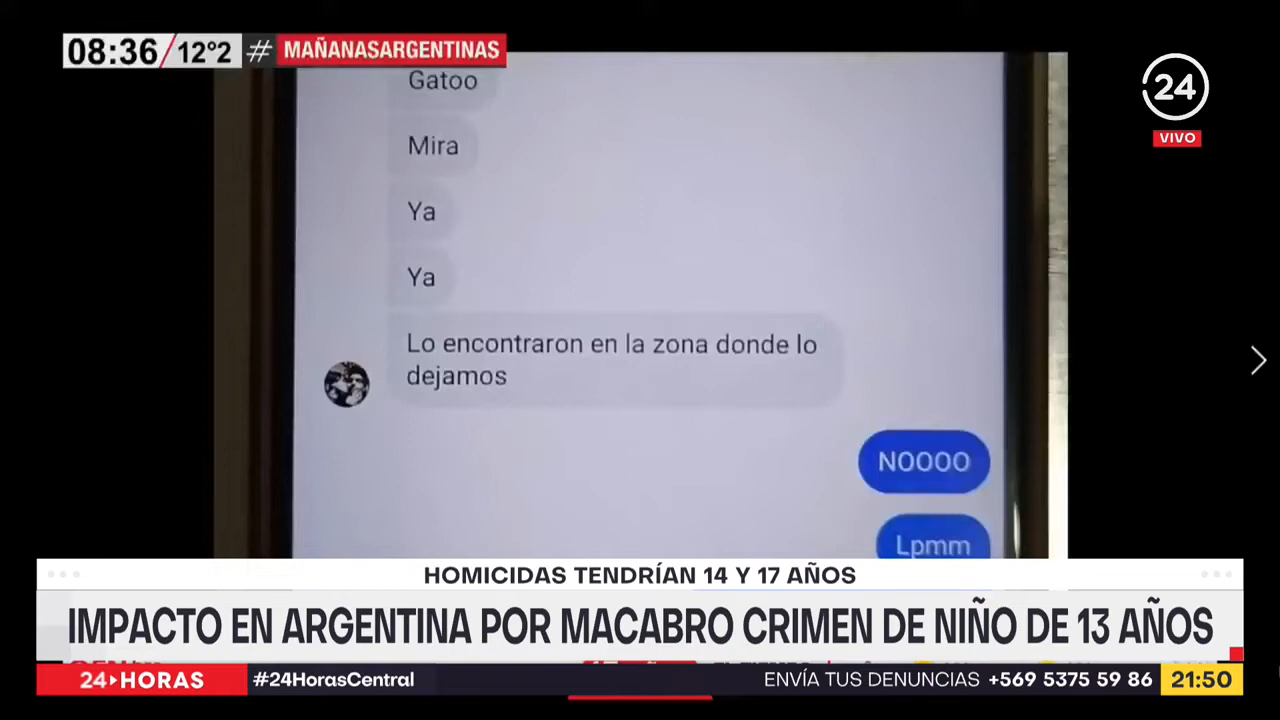 08:36 12°2 # MAÑANASARGENTINAS
24
VIVO
Gatoo
Mira
Ya
Ya
Lo encontraron en la zona donde lo
dejamos
NOOOO
Lpmm
HOMICIDAS TENDRÍAN 14 Y 17 AÑOS
IMPACTO EN ARGENTINA POR MACABRO CRIMEN DE NIÑO DE 13 AÑOS
24 HORAS #24HorasCentral ENVÍA TUS DENUNCIAS +569 5375 59 86 21:50